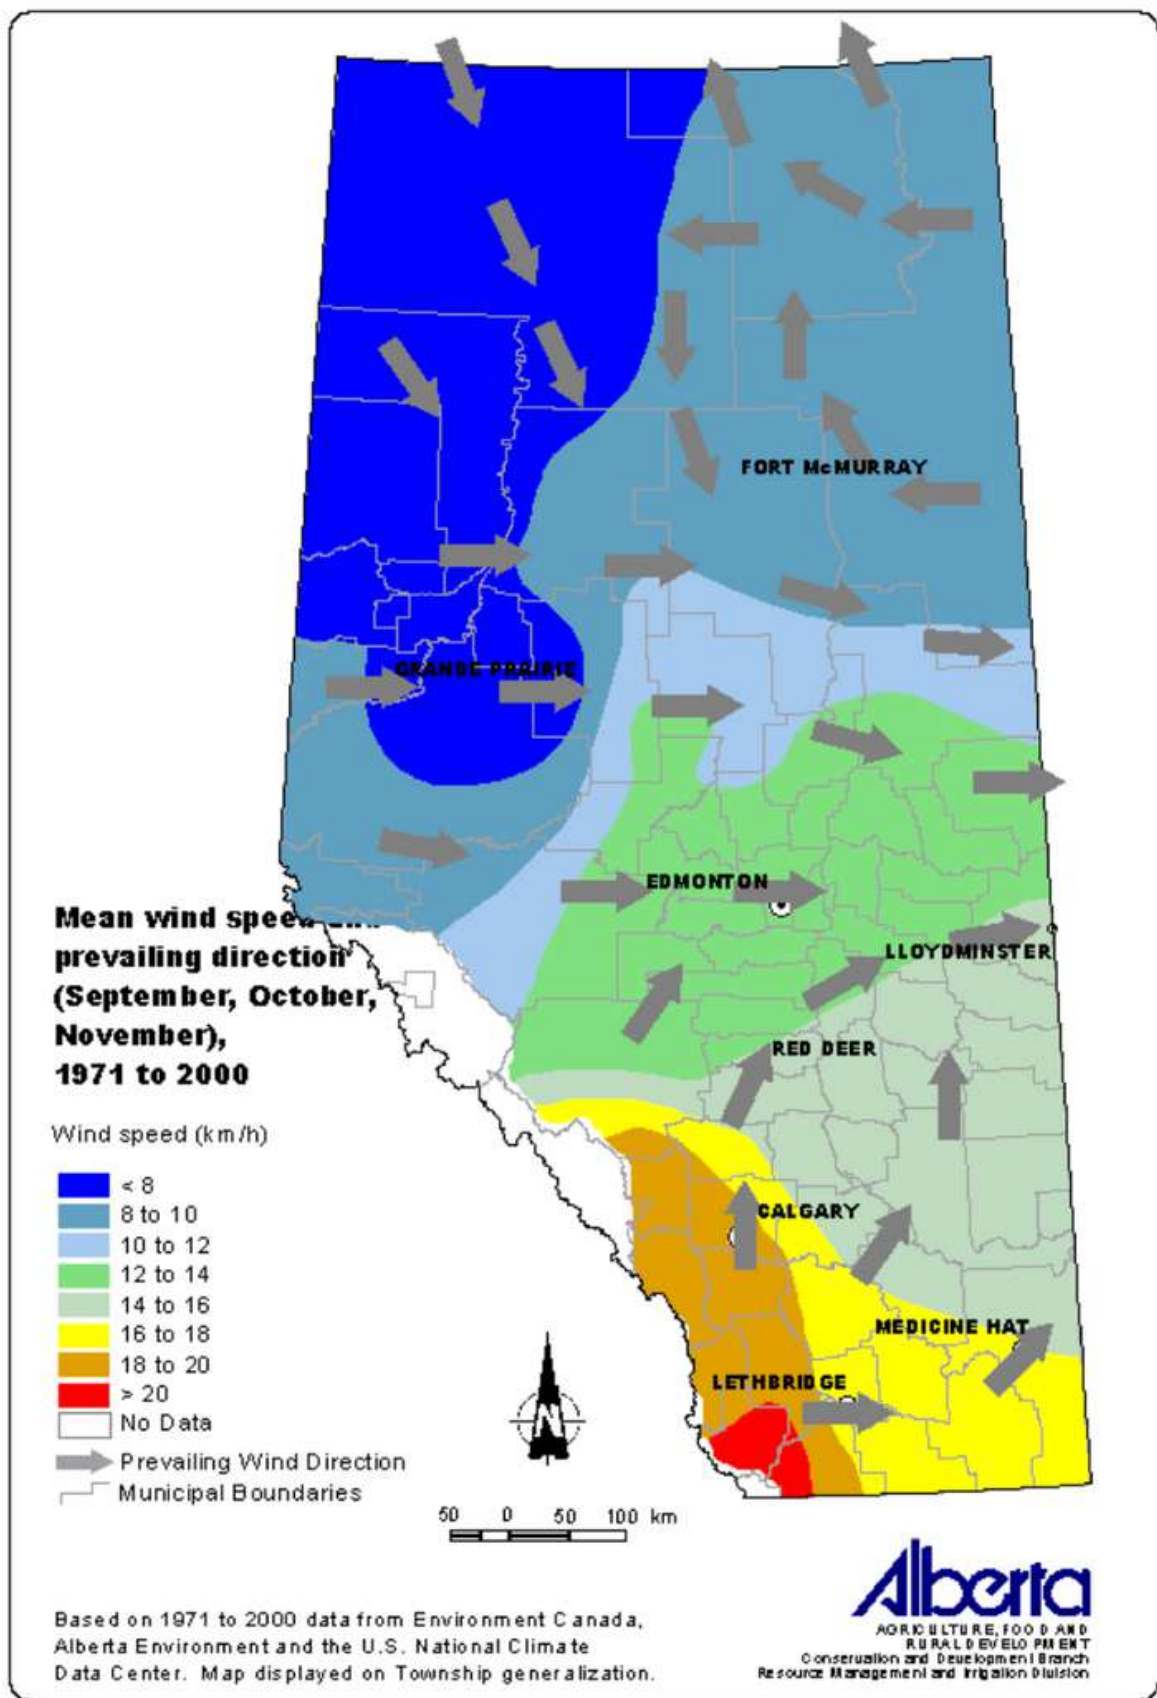 FORT McMURRAY
GRANDE PRAIRIE
EDMONTON
LLOYDMINSTER
RED DEER
CALGARY
MEDICINE HAT
LETHBRIDGE
Mean wind speed
prevailing direction
(September, October,
November),
1971 to 2000
Wind speed (km/h)
< 8
8 to 10
10 to 12
12 to 14
14 to 16
16 to 18
18 to 20
> 20
No Data
Prevailing Wind Direction
Municipal Boundaries
N
50 0 50 100 km
Based on 1971 to 2000 data from Environment Canada,
Alberta Environment and the U.S. National Climate
Data Center. Map displayed on Township generalization.
Alberta
AGRICULTURE, FOOD AND
RURAL DEVELOPMENT
Conservation and Development Branch
Resource Management and Irrigation Division